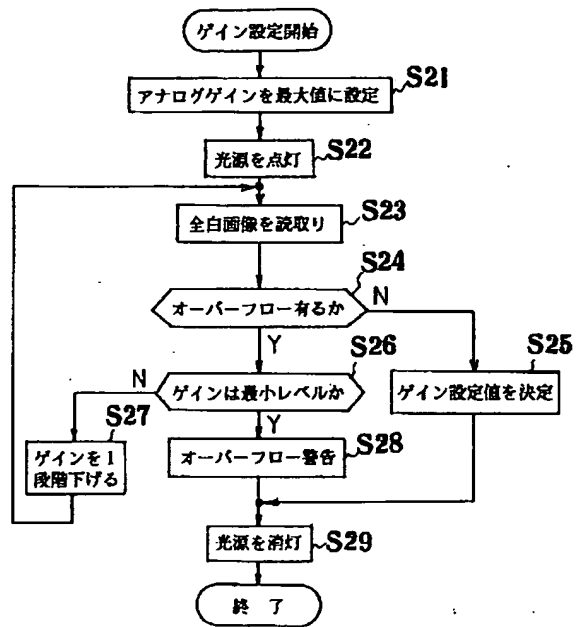 ゲイン設定開始
S21
アナログゲインを最大値に設定
S22
光源を点灯
S23
全白画像を読取り
S24
オーバーフロー有るか
N
Y
S26
S25
ゲインは最小レベルか
ゲイン設定値を決定
N
Y
S27
ゲインを1
段階下げる
S28
オーバーフロー警告
S29
光源を消灯
終 了